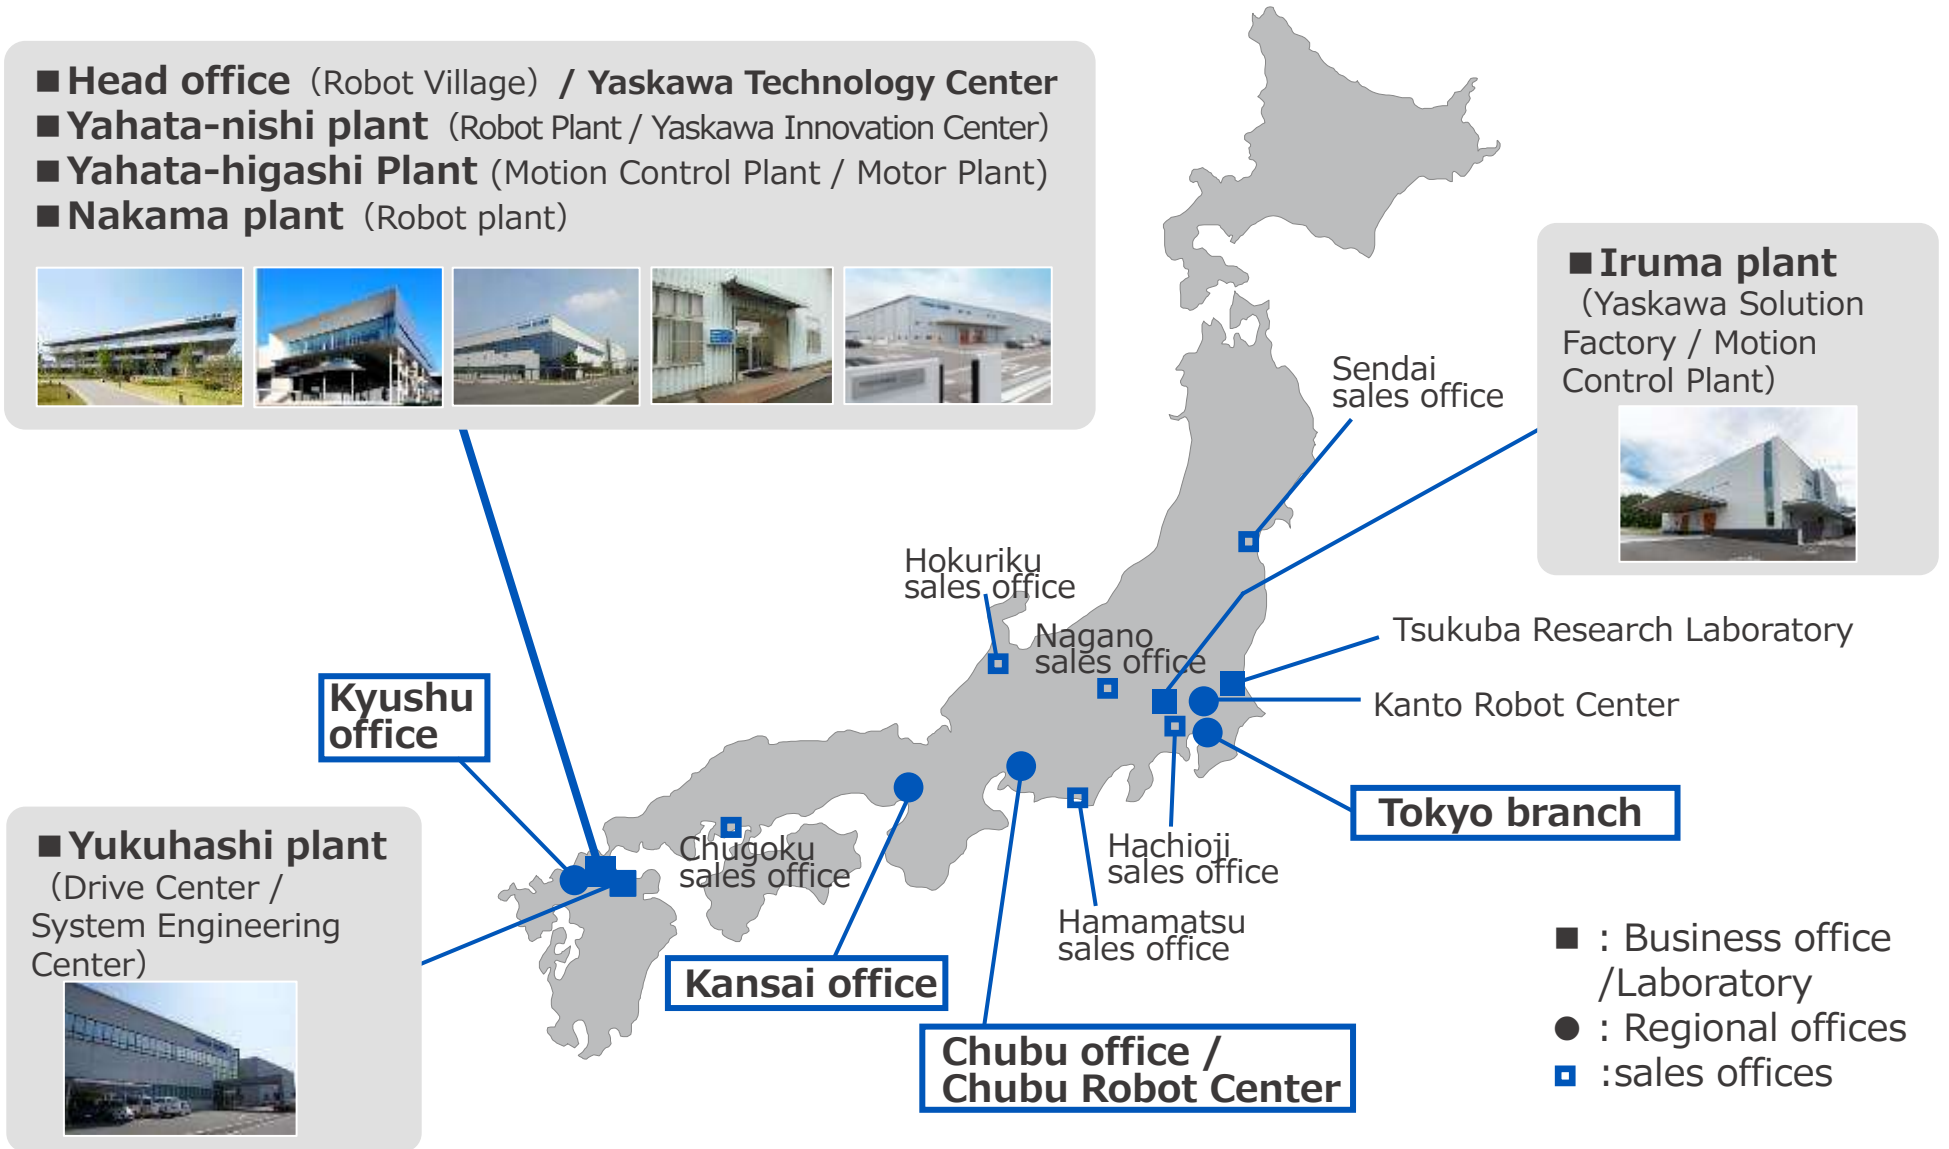 ■Head office（Robot Village）/ Yaskawa Technology Center
■Yahata-nishi plant（Robot Plant / Yaskawa Innovation Center）
■Yahata-higashi Plant (Motion Control Plant / Motor Plant)
■Nakama plant（Robot plant）
■Iruma plant
（Yaskawa Solution
Factory / Motion
Control Plant）
Sendai
sales office
Hokuriku
sales office
Nagano
sales office
Tsukuba Research Laboratory
Kanto Robot Center
Kyushu
office
Tokyo branch
■Yukuhashi plant
（Drive Center /
System Engineering
Center）
Chugoku
sales office
Hachioji
sales office
Hamamatsu
sales office
Kansai office
Chubu office /
Chubu Robot Center
■ : Business office
/Laboratory
● : Regional offices
:sales offices